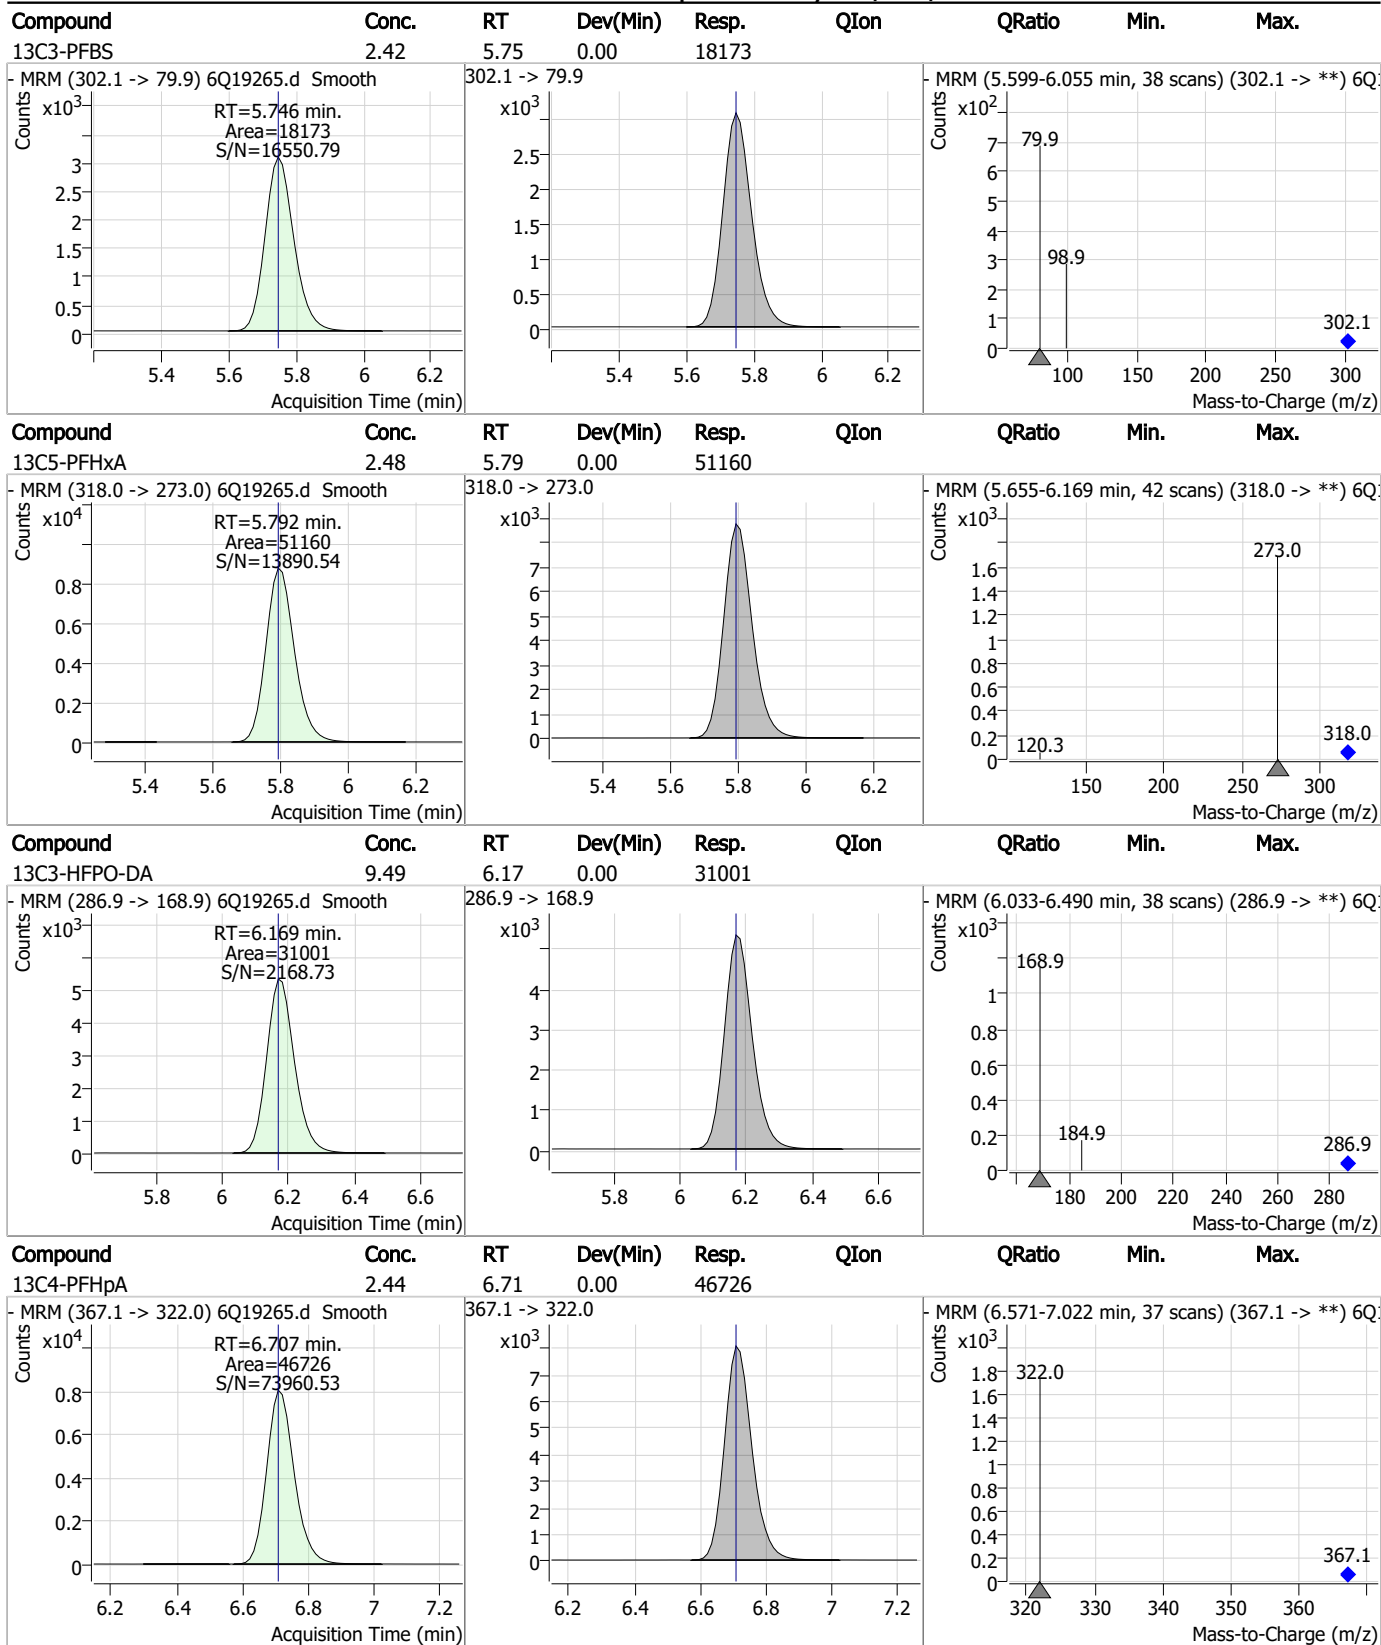 Compound Conc. RT Dev(Min) Resp. QIon QRatio Min. Max.
13C3-PFBS 2.42 5.75 0.00 18173
- MRM (302.1 -> 79.9) 6Q19265.d Smooth
Counts
x10³
RT=5.746 min.
Area=18173
S/N=16550.79
3
2.5
2
1.5
1
0.5
0
5.4 5.6 5.8 6 6.2
Acquisition Time (min)
302.1 -> 79.9
x10³
2.5
2
1.5
1
0.5
0
5.4 5.6 5.8 6 6.2
- MRM (5.599-6.055 min, 38 scans) (302.1 -> **) 6Q
Counts
x10²
7
6
5
4
3
2
1
0
79.9
98.9
302.1
100 150 200 250 300
Mass-to-Charge (m/z)
Compound Conc. RT Dev(Min) Resp. QIon QRatio Min. Max.
13C5-PFHxA 2.48 5.79 0.00 51160
- MRM (318.0 -> 273.0) 6Q19265.d Smooth
Counts
x10⁴
RT=5.792 min.
Area=51160
S/N=13890.54
0.8
0.6
0.4
0.2
0
5.4 5.6 5.8 6 6.2
Acquisition Time (min)
318.0 -> 273.0
x10³
7
6
5
4
3
2
1
0
5.4 5.6 5.8 6 6.2
- MRM (5.655-6.169 min, 42 scans) (318.0 -> **) 6Q
Counts
x10³
1.6
1.4
1.2
1
0.8
0.6
0.4
0.2
0
273.0
120.3
318.0
150 200 250 300
Mass-to-Charge (m/z)
Compound Conc. RT Dev(Min) Resp. QIon QRatio Min. Max.
13C3-HFPO-DA 9.49 6.17 0.00 31001
- MRM (286.9 -> 168.9) 6Q19265.d Smooth
Counts
x10³
RT=6.169 min.
Area=31001
S/N=2168.73
5
4
3
2
1
0
5.8 6 6.2 6.4 6.6
Acquisition Time (min)
286.9 -> 168.9
x10³
4
3
2
1
0
5.8 6 6.2 6.4 6.6
- MRM (6.033-6.490 min, 38 scans) (286.9 -> **) 6Q
Counts
x10³
1
0.8
0.6
0.4
0.2
0
168.9
184.9
286.9
180 200 220 240 260 280
Mass-to-Charge (m/z)
Compound Conc. RT Dev(Min) Resp. QIon QRatio Min. Max.
13C4-PFHpA 2.44 6.71 0.00 46726
- MRM (367.1 -> 322.0) 6Q19265.d Smooth
Counts
x10⁴
RT=6.707 min.
Area=46726
S/N=73960.53
0.8
0.6
0.4
0.2
0
6.2 6.4 6.6 6.8 7 7.2
Acquisition Time (min)
367.1 -> 322.0
x10³
7
6
5
4
3
2
1
0
6.2 6.4 6.6 6.8 7 7.2
- MRM (6.571-7.022 min, 37 scans) (367.1 -> **) 6Q
Counts
x10³
1.8
1.6
1.4
1.2
1
0.8
0.6
0.4
0.2
0
322.0
367.1
320 330 340 350 360
Mass-to-Charge (m/z)